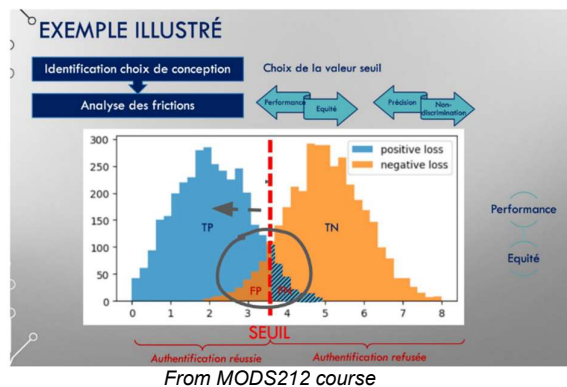 EXEMPLE ILLUSTRÉ
Identification choix de conception
Choix de la valeur seuil
Analyse des frictions
Performance
Equité
Précision
Non-
discrimination
300
250
200
150
100
50
0
positive loss
negative loss
TP
TN
FP
0 1 2 3 4 5 6 7 8
SEUIL
Performance
Equité
Authentification réussie
Authentification refusée
From MODS212 course